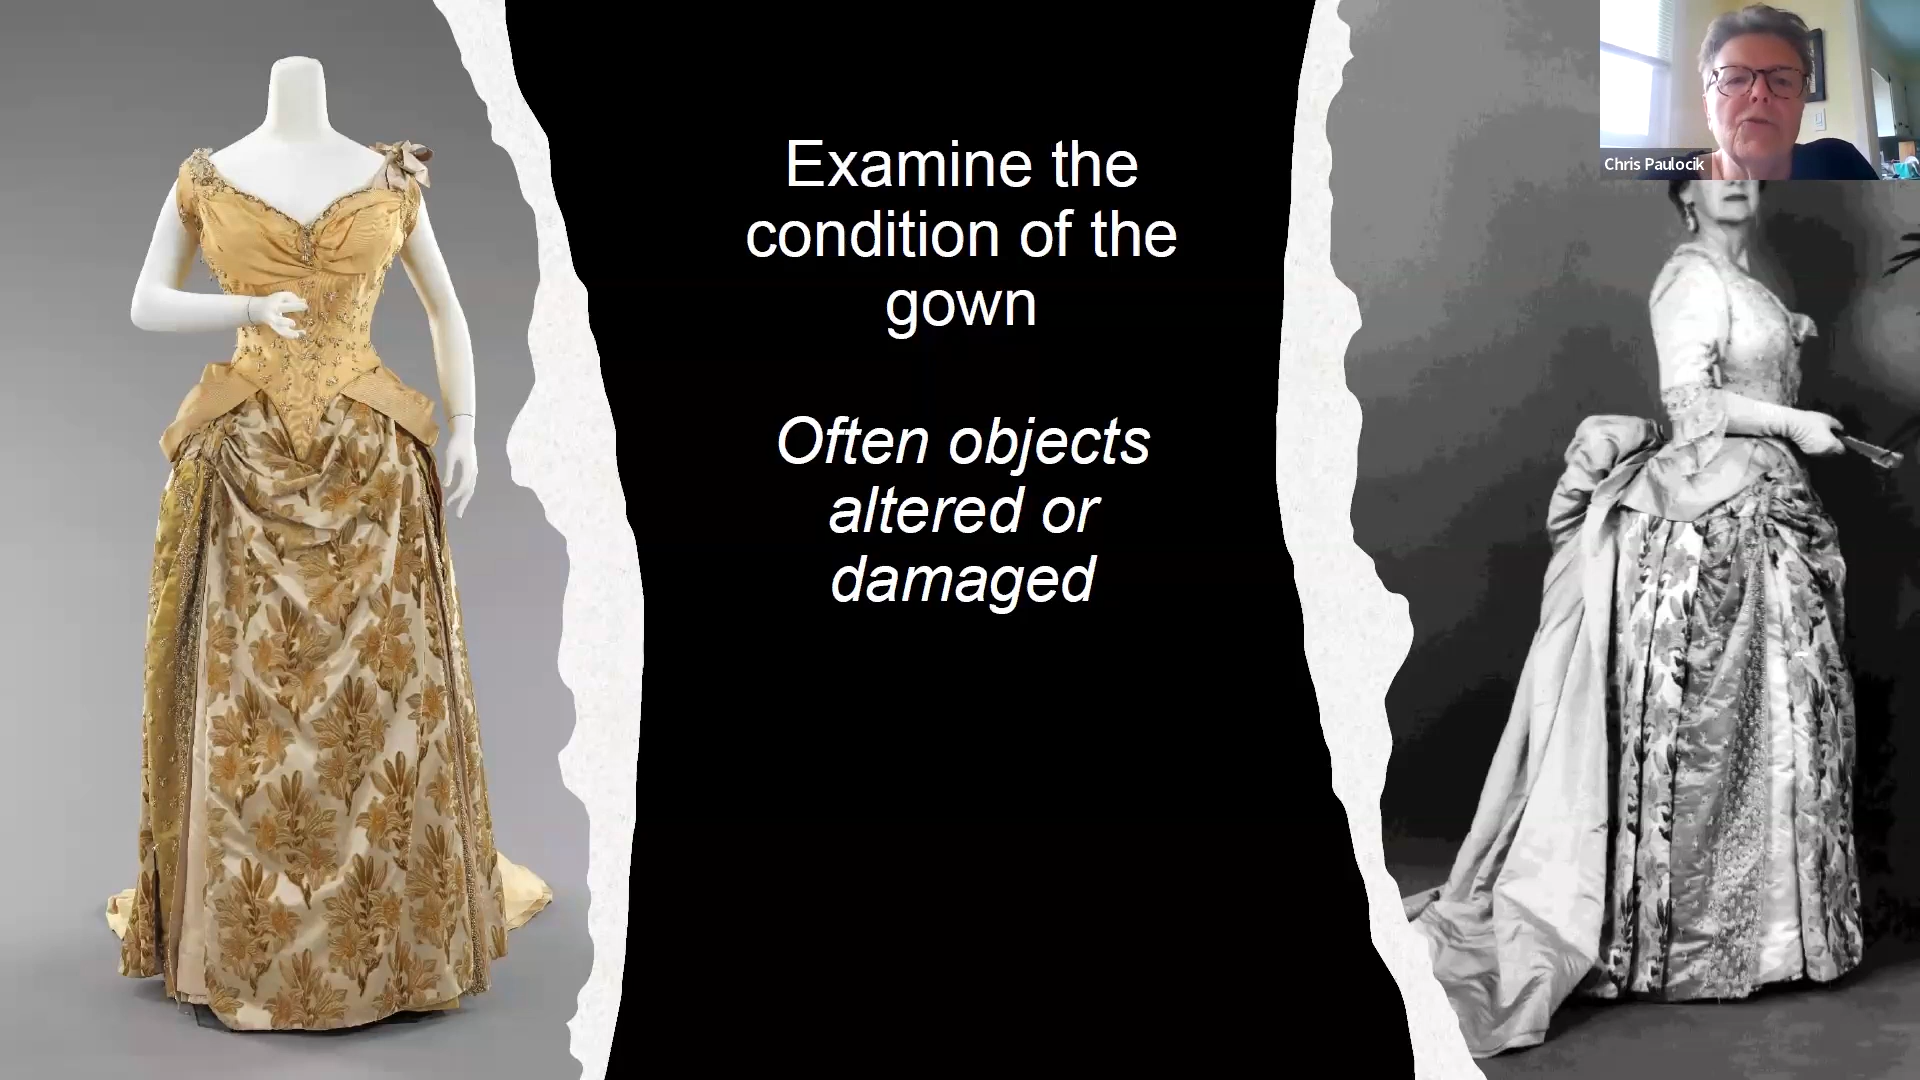 Examine the
condition of the
gown
Often objects
altered or
damaged
Chris Paulocik